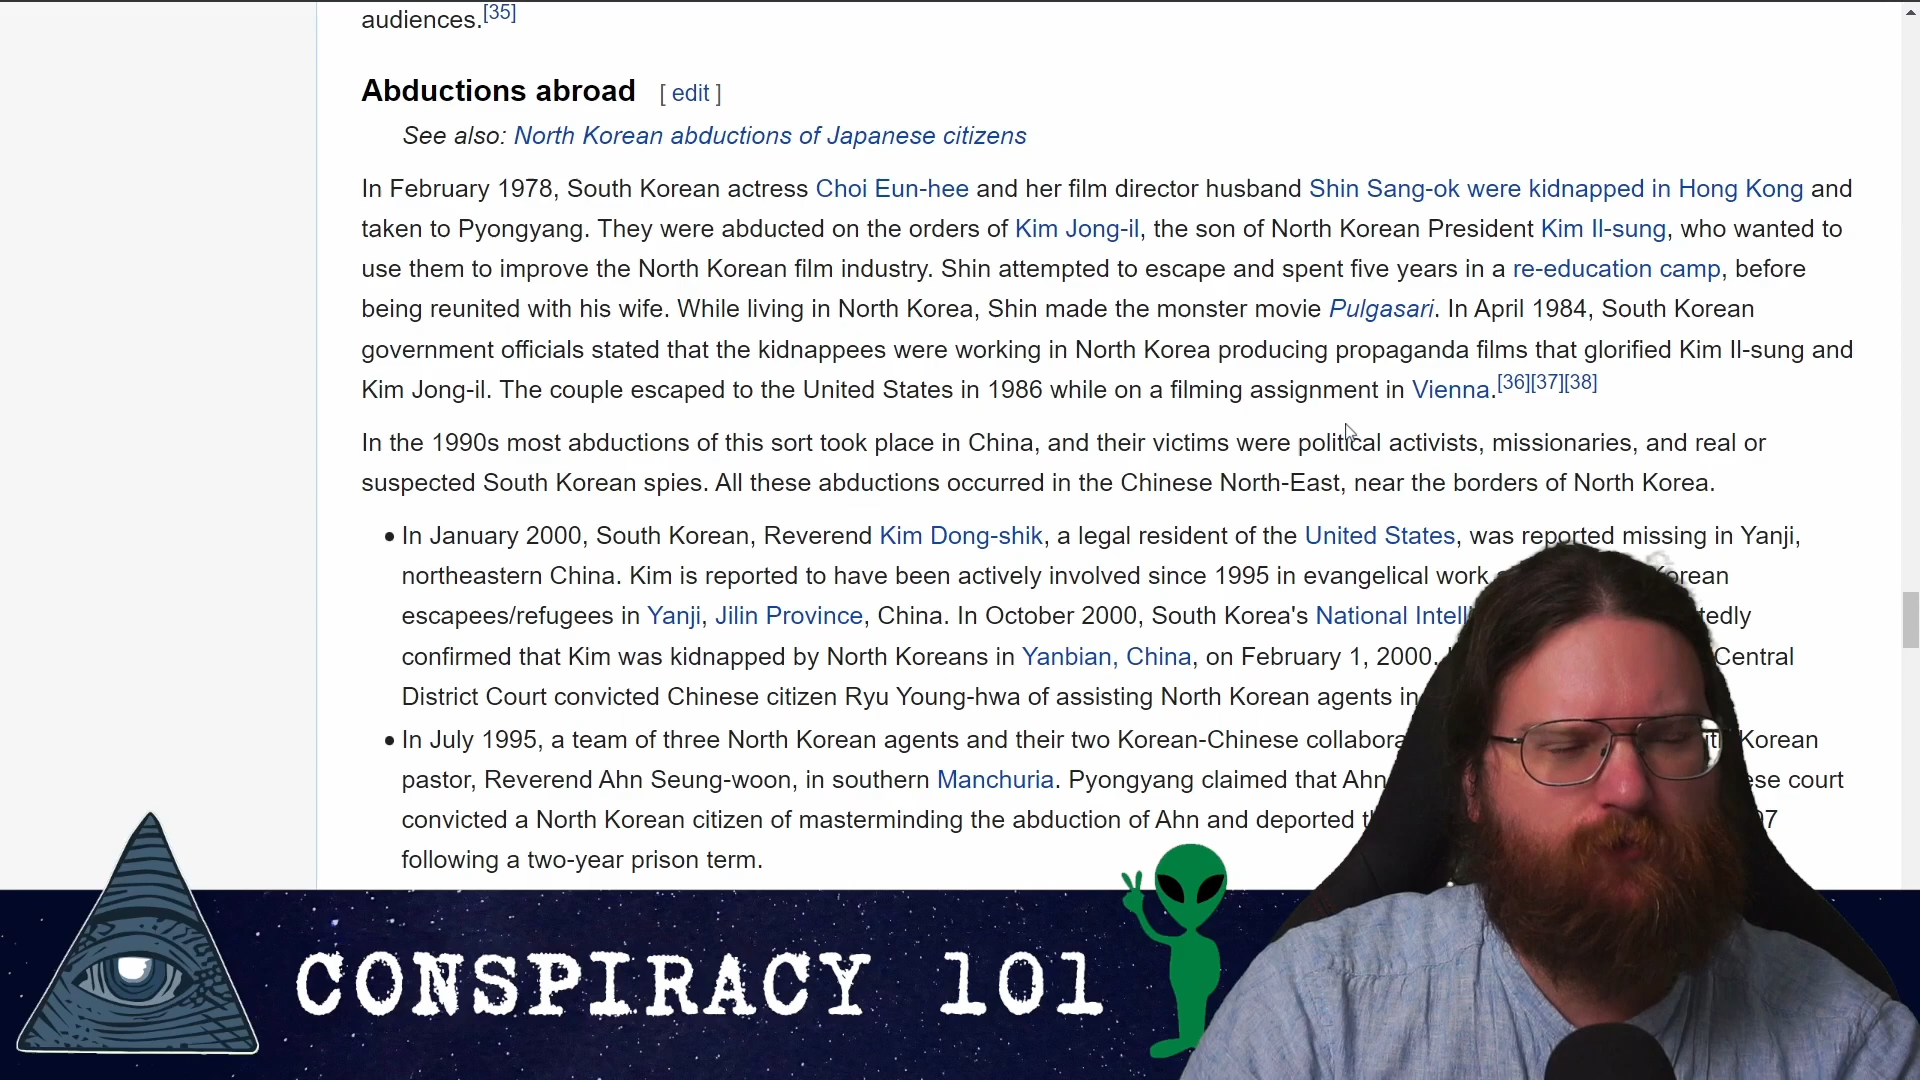 audiences.[35]
Abductions abroad [ edit ]
See also: North Korean abductions of Japanese citizens
In February 1978, South Korean actress Choi Eun-hee and her film director husband Shin Sang-ok were kidnapped in Hong Kong and
taken to Pyongyang. They were abducted on the orders of Kim Jong-il, the son of North Korean President Kim Il-sung, who wanted to
use them to improve the North Korean film industry. Shin attempted to escape and spent five years in a re-education camp, before
being reunited with his wife. While living in North Korea, Shin made the monster movie Pulgasari. In April 1984, South Korean
government officials stated that the kidnappees were working in North Korea producing propaganda films that glorified Kim Il-sung and
Kim Jong-il. The couple escaped to the United States in 1986 while on a filming assignment in Vienna.[36][37][38]
In the 1990s most abductions of this sort took place in China, and their victims were political activists, missionaries, and real or
suspected South Korean spies. All these abductions occurred in the Chinese North-East, near the borders of North Korea.
• In January 2000, South Korean, Reverend Kim Dong-shik, a legal resident of the United States, was reported missing in Yanji,
northeastern China. Kim is reported to have been actively involved since 1995 in evangelical work Korean
escapees/refugees in Yanji, Jilin Province, China. In October 2000, South Korea's National
confirmed that Kim was kidnapped by North Koreans in Yanbian, China, on February 1, 2000. Central
District Court convicted Chinese citizen Ryu Young-hwa of assisting North Korean agents in
• In July 1995, a team of three North Korean agents and their two Korean-Chinese Korean
pastor, Reverend Ahn Seung-woon, in southern Manchuria. Pyongyang claimed that Ahn court
convicted a North Korean citizen of masterminding the abduction of Ahn and deported
following a two-year prison term.
CONSPIRACY 101